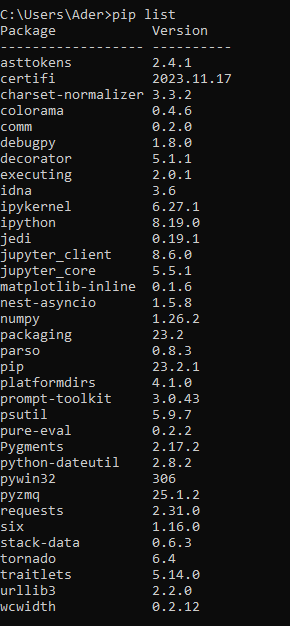 C:\Users\Ader>pip list
Package            Version
------------------ ----------
asttokens          2.4.1
certifi            2023.11.17
charset-normalizer 3.3.2
colorama           0.4.6
comm               0.2.0
debugpy            1.8.0
decorator          5.1.1
executing          2.0.1
idna               3.6
ipykernel          6.27.1
ipython            8.19.0
jedi               0.19.1
jupyter_client     8.6.0
jupyter_core       5.5.1
matplotlib-inline  0.1.6
nest-asyncio       1.5.8
numpy              1.26.2
packaging          23.2
parso              0.8.3
pip                23.2.1
platformdirs       4.1.0
prompt-toolkit     3.0.43
psutil             5.9.7
pure-eval          0.2.2
Pygments           2.17.2
python-dateutil    2.8.2
pywin32            306
pyzmq              25.1.2
requests           2.31.0
six                1.16.0
stack-data         0.6.3
tornado            6.4
traitlets          5.14.0
urllib3            2.2.0
wcwidth            0.2.12